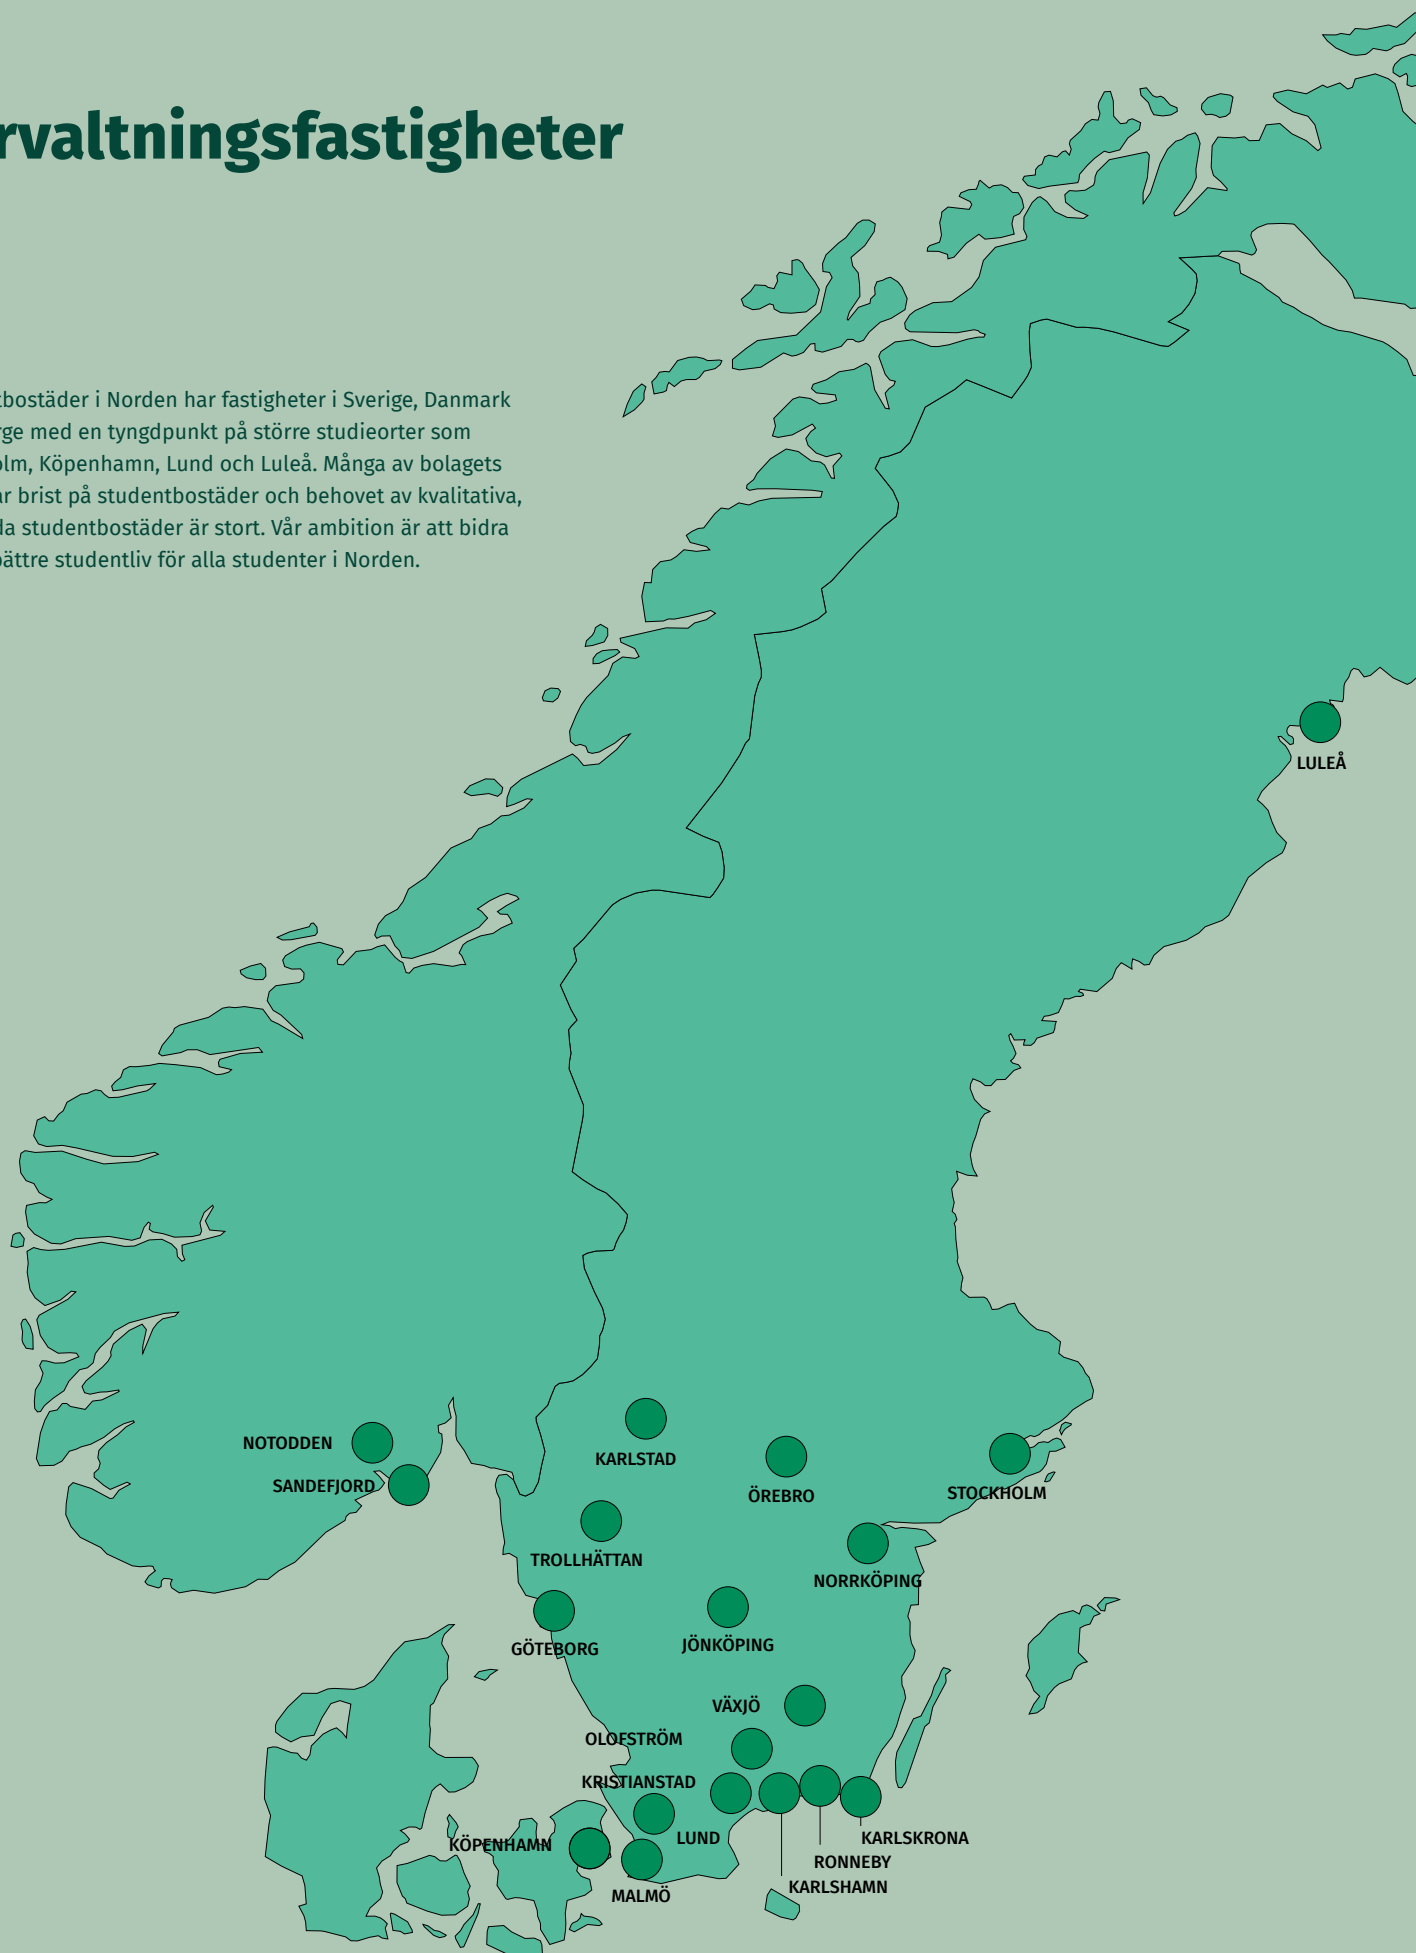 rvaltningsfastigheter
tbostäder i Norden har fastigheter i Sverige, Danmark
rge med en tyngdpunkt på större studieorter som
olm, Köpenhamn, Lund och Luleå. Många av bolagets
ar brist på studentbostäder och behovet av kvalitativa,
da studentbostäder är stort. Vår ambition är att bidra
bättre studentliv för alla studenter i Norden.
LULEÅ
NOTODDEN
KARLSTAD
SANDEFJORD
ÖREBRO
STOCKHOLM
TROLLHÄTTAN
NORRKÖPING
GÖTEBORG
JÖNKÖPING
VÄXJÖ
OLOFSTRÖM
KRISTIANSTAD
LUND
KARLSKRONA
KÖPENHAMN
RONNEBY
KARLSHAMN
MALMÖ